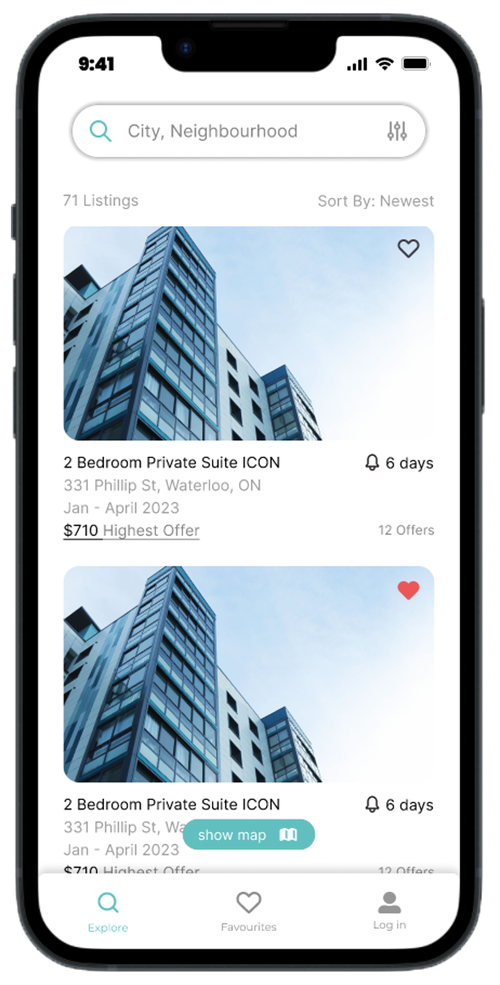 9:41
City, Neighbourhood
71 Listings Sort By: Newest
2 Bedroom Private Suite ICON 6 days
331 Phillip St, Waterloo, ON
Jan - April 2023
$710 Highest Offer 12 Offers
2 Bedroom Private Suite ICON 6 days
331 Phillip St, Wa
show map
Jan - April 2023
$710 Highest Offer 12 Offers
Explore Favourites Log in